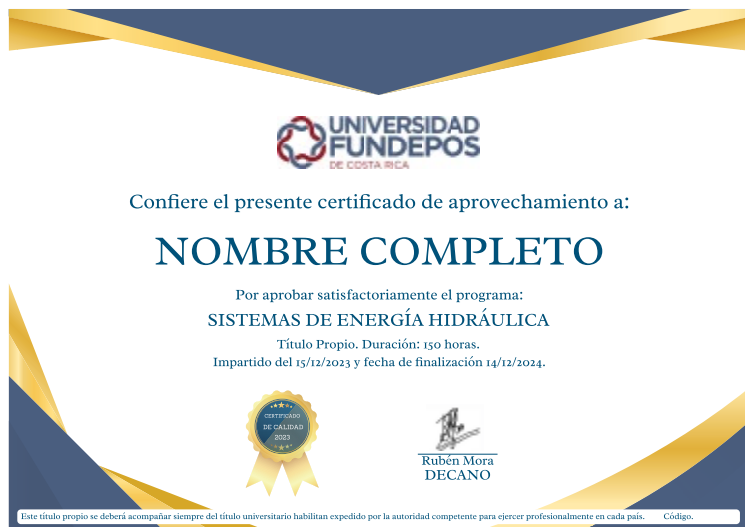 UNIVERSIDAD
FUNDEPOS
DE COSTA RICA
Confiere el presente certificado de aprovechamiento a:
NOMBRE COMPLETO
Por aprobar satisfactoriamente el programa:
SISTEMAS DE ENERGÍA HIDRÁULICA
Título Propio. Duración: 150 horas.
Impartido del 15/12/2023 y fecha de finalización 14/12/2024.
CERTIFICADO
DE CALIDAD
2023
Rubén Mora
DECANO
Este título propio se deberá acompañar siempre del título universitario habilitan expedido por la autoridad competente para ejercer profesionalmente en cada país. Código.